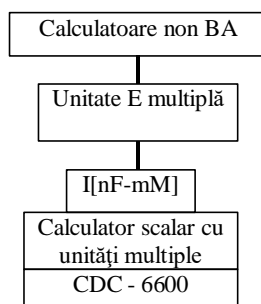 Calculatoare non BA
Unitate E multiplă
I[nF-mM]
Calculator scalar cu
unităţi multiple
CDC - 6600